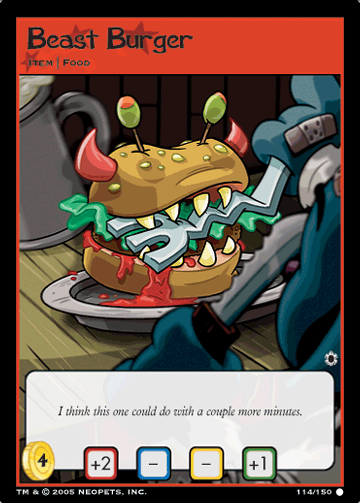 Beast Burger
Item | Food
I think this one could do with a couple more minutes.
4 +2 – – +1
TM & © 2005 NEOPETS, INC. 114/150